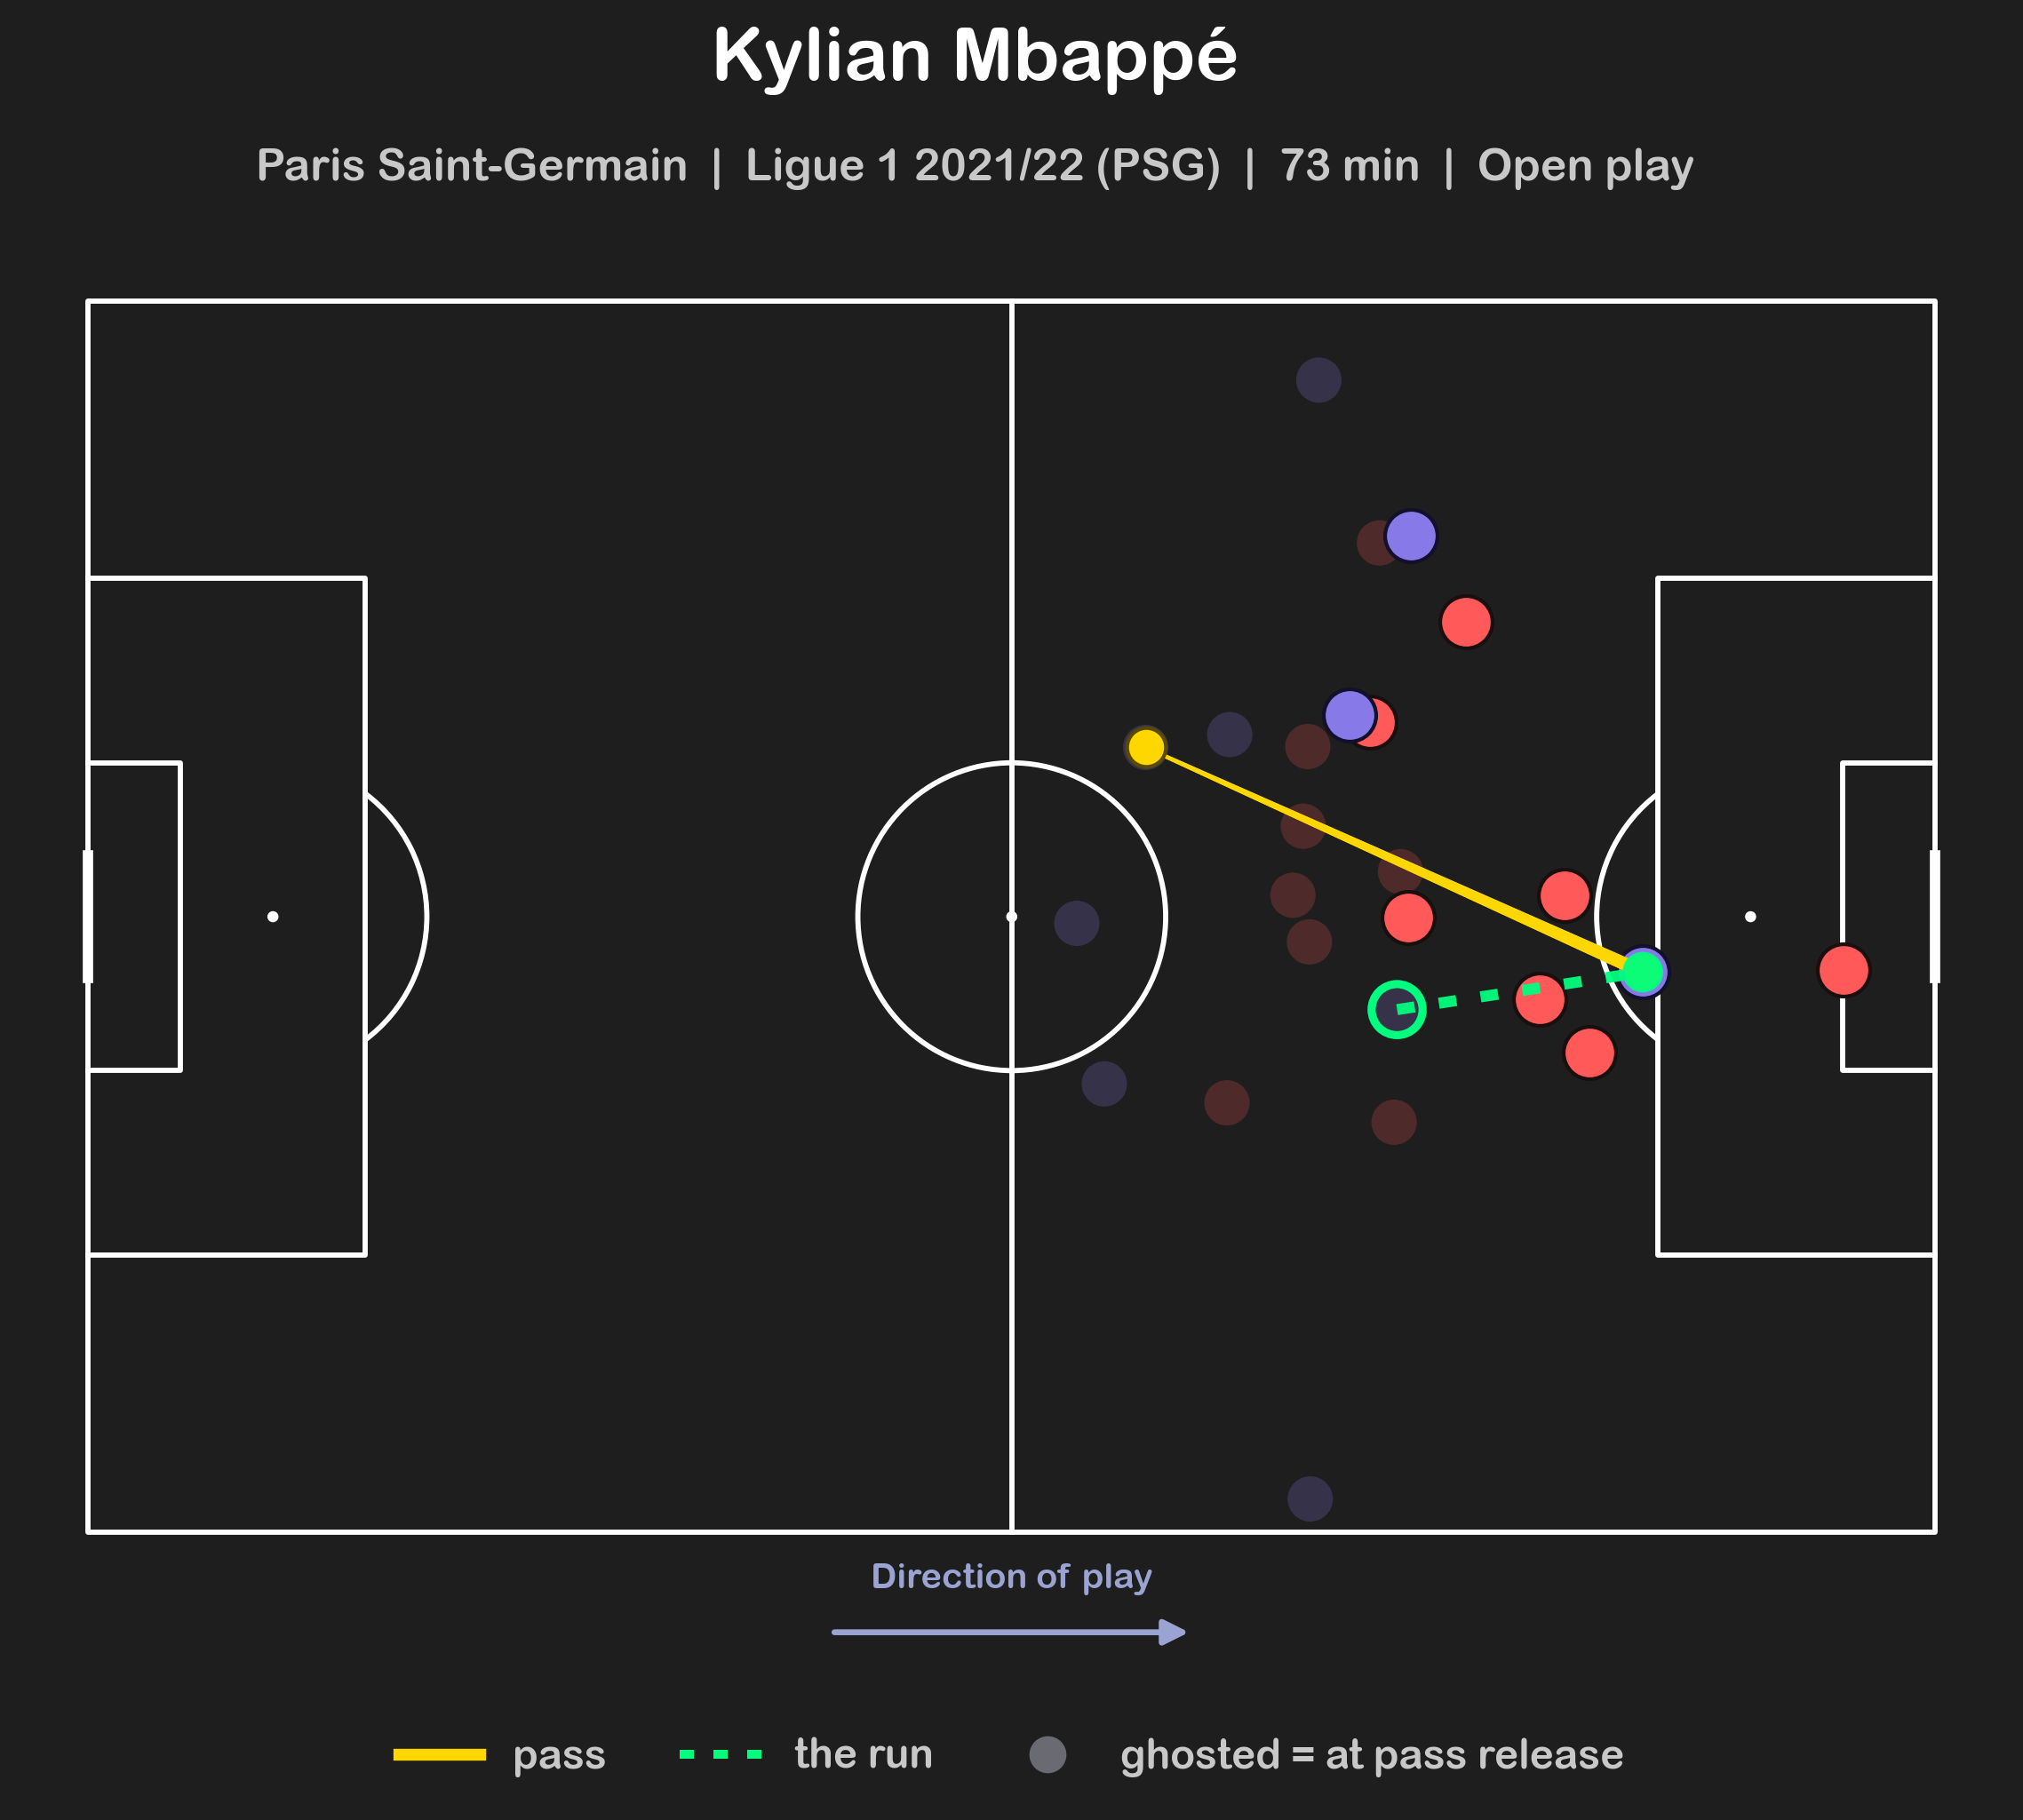 Kylian Mbappé
Paris Saint-Germain | Ligue 1 2021/22 (PSG) | 73 min | Open play
Direction of play
pass
the run
ghosted = at pass release